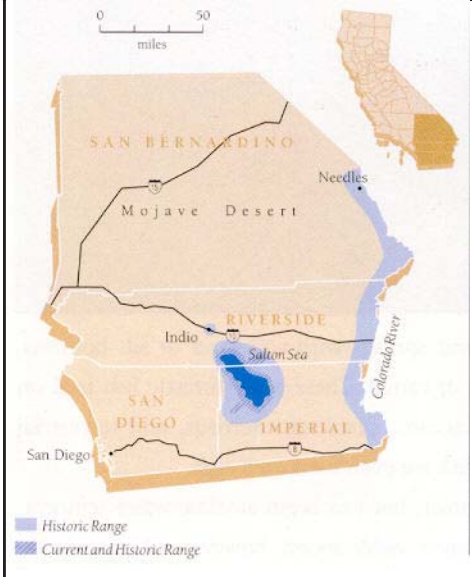 0 50
miles
SAN BERNARDINO
Needles
15
Mojave Desert
RIVERSIDE
Indio
10
Salton Sea
Colorado River
SAN
DIEGO
IMPERIAL
San Diego
8
Historic Range
Current and Historic Range